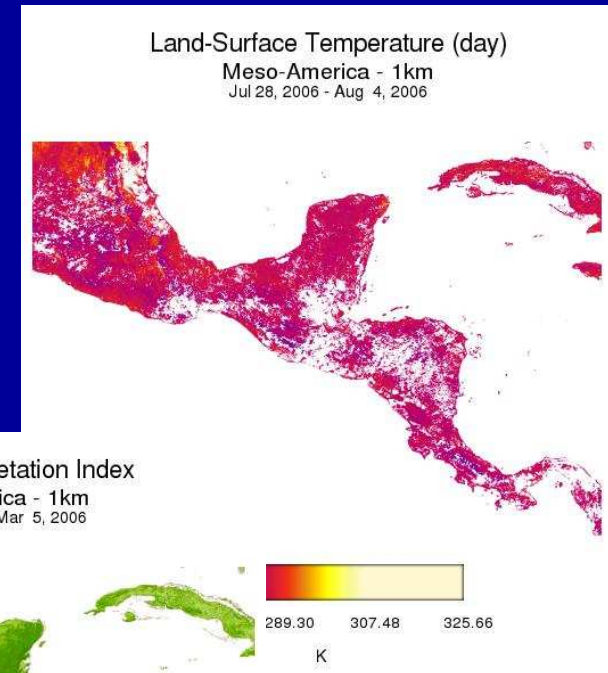 Land-Surface Temperature (day)
Meso-America - 1km
Jul 28, 2006 - Aug 4, 2006
etation Index
ica - 1km
Mar 5, 2006
289.30 307.48 325.66
K